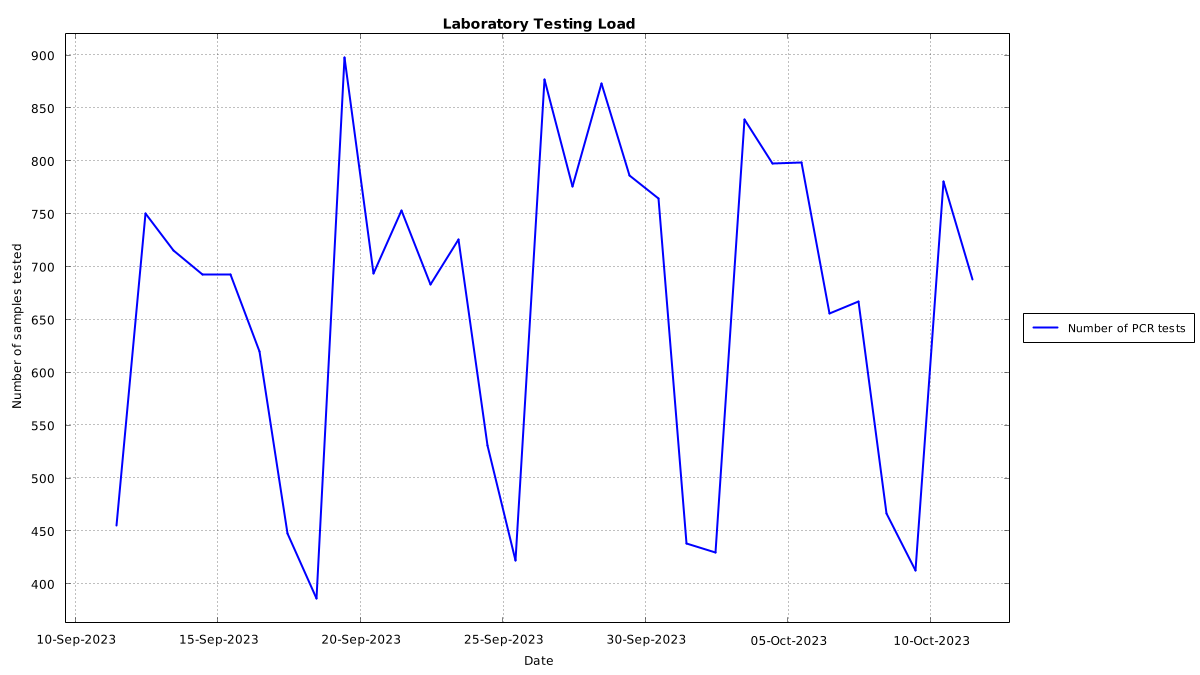 Laboratory Testing Load
900
850
800
750
700
650
600
550
500
450
400
Number of samples tested
10-Sep-2023 15-Sep-2023 20-Sep-2023 25-Sep-2023 30-Sep-2023 05-Oct-2023 10-Oct-2023
Date
Number of PCR tests